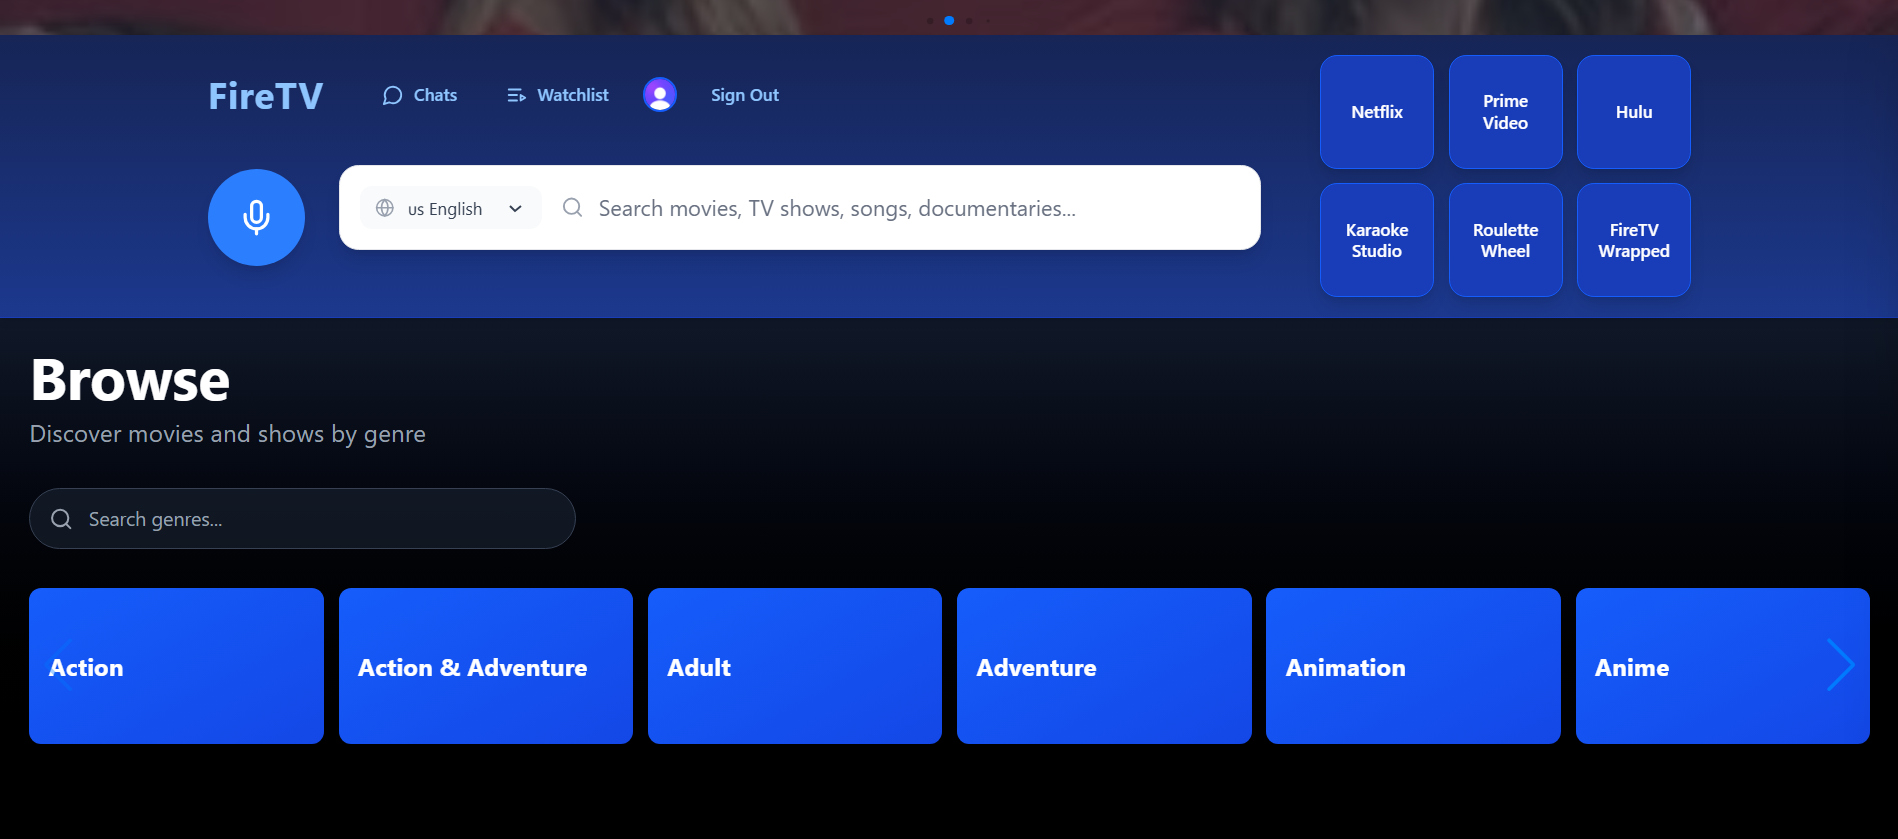 FireTV
Chats
Watchlist
Sign Out
us English
Search movies, TV shows, songs, documentaries...
Netflix
Prime
Video
Hulu
Karaoke
Studio
Roulette
Wheel
FireTV
Wrapped
Browse
Discover movies and shows by genre
Search genres...
Action
Action & Adventure
Adult
Adventure
Animation
Anime